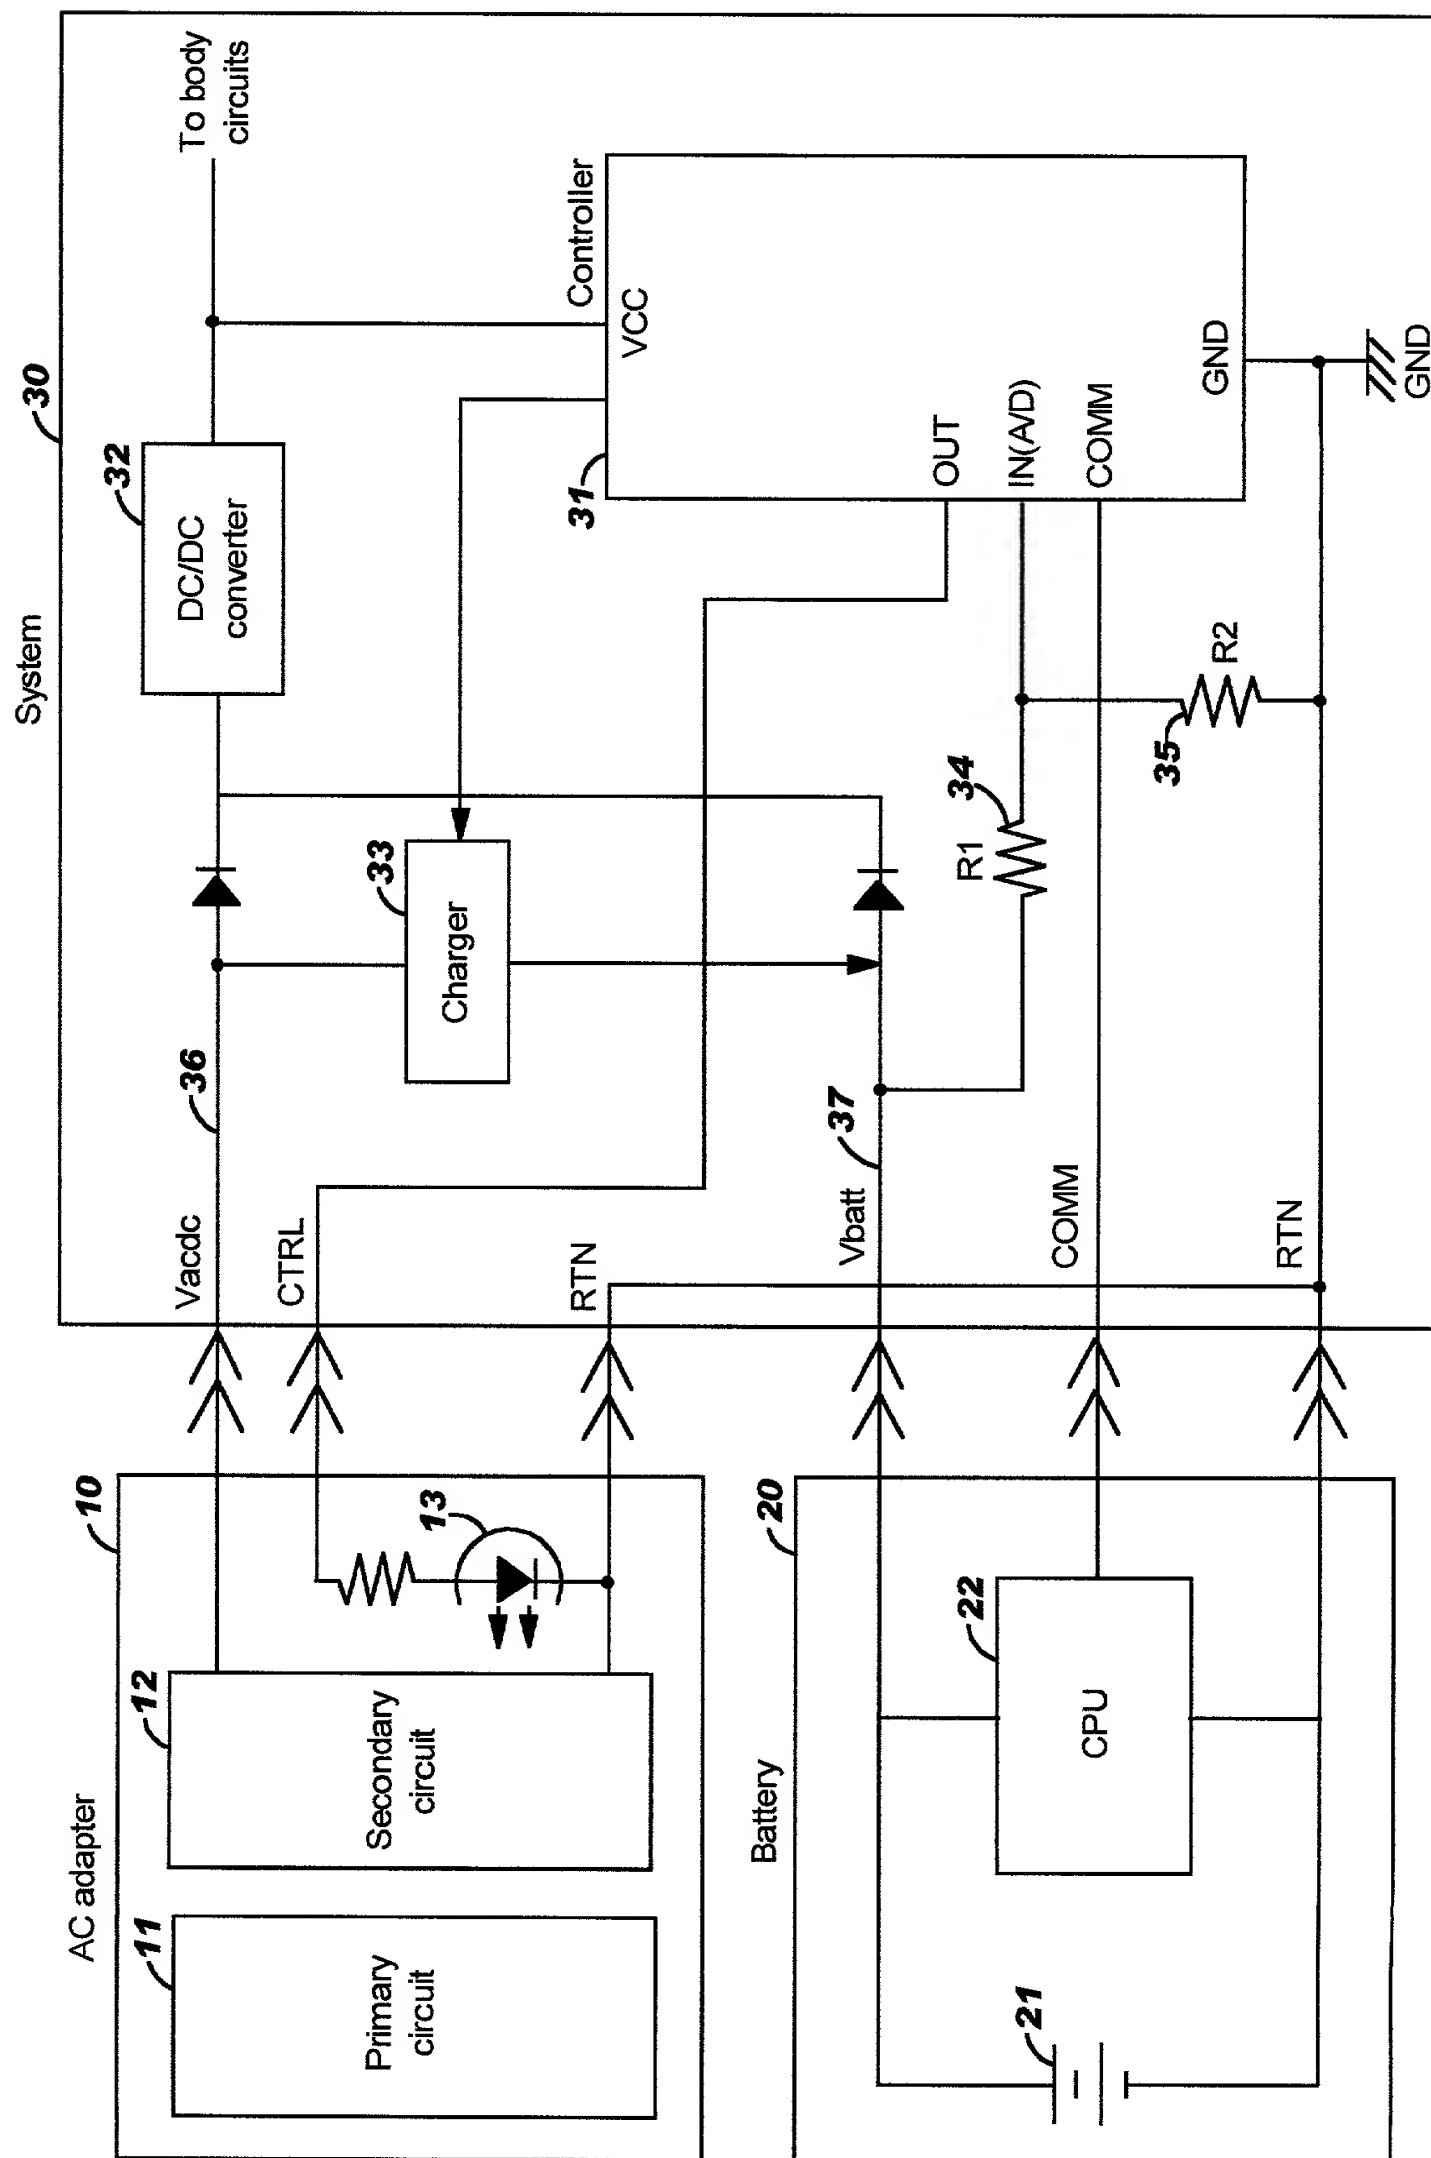 AC adapter
10
Primary
circuit
11
Secondary
circuit
12
13
Battery
20
21
CPU
22
System
30
Vacdc
36
CTRL
RTN
Charger
33
DC/DC
converter
32
To body
circuits
Controller
31
VCC
OUT
IN(A/D)
COMM
GND
Vbatt
37
R1
34
R2
35
COMM
RTN
GND